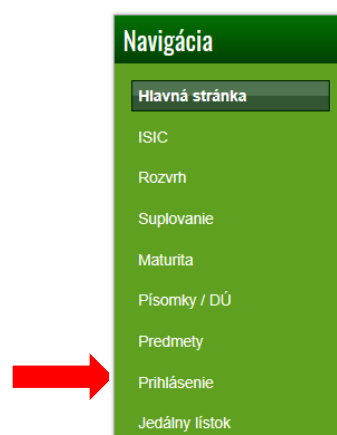 Navigácia
Hlavná stránka
ISIC
Rozvrh
Suplovanie
Maturita
Písomky / DÚ
Predmety
Prihlásenie
Jedálny lístok